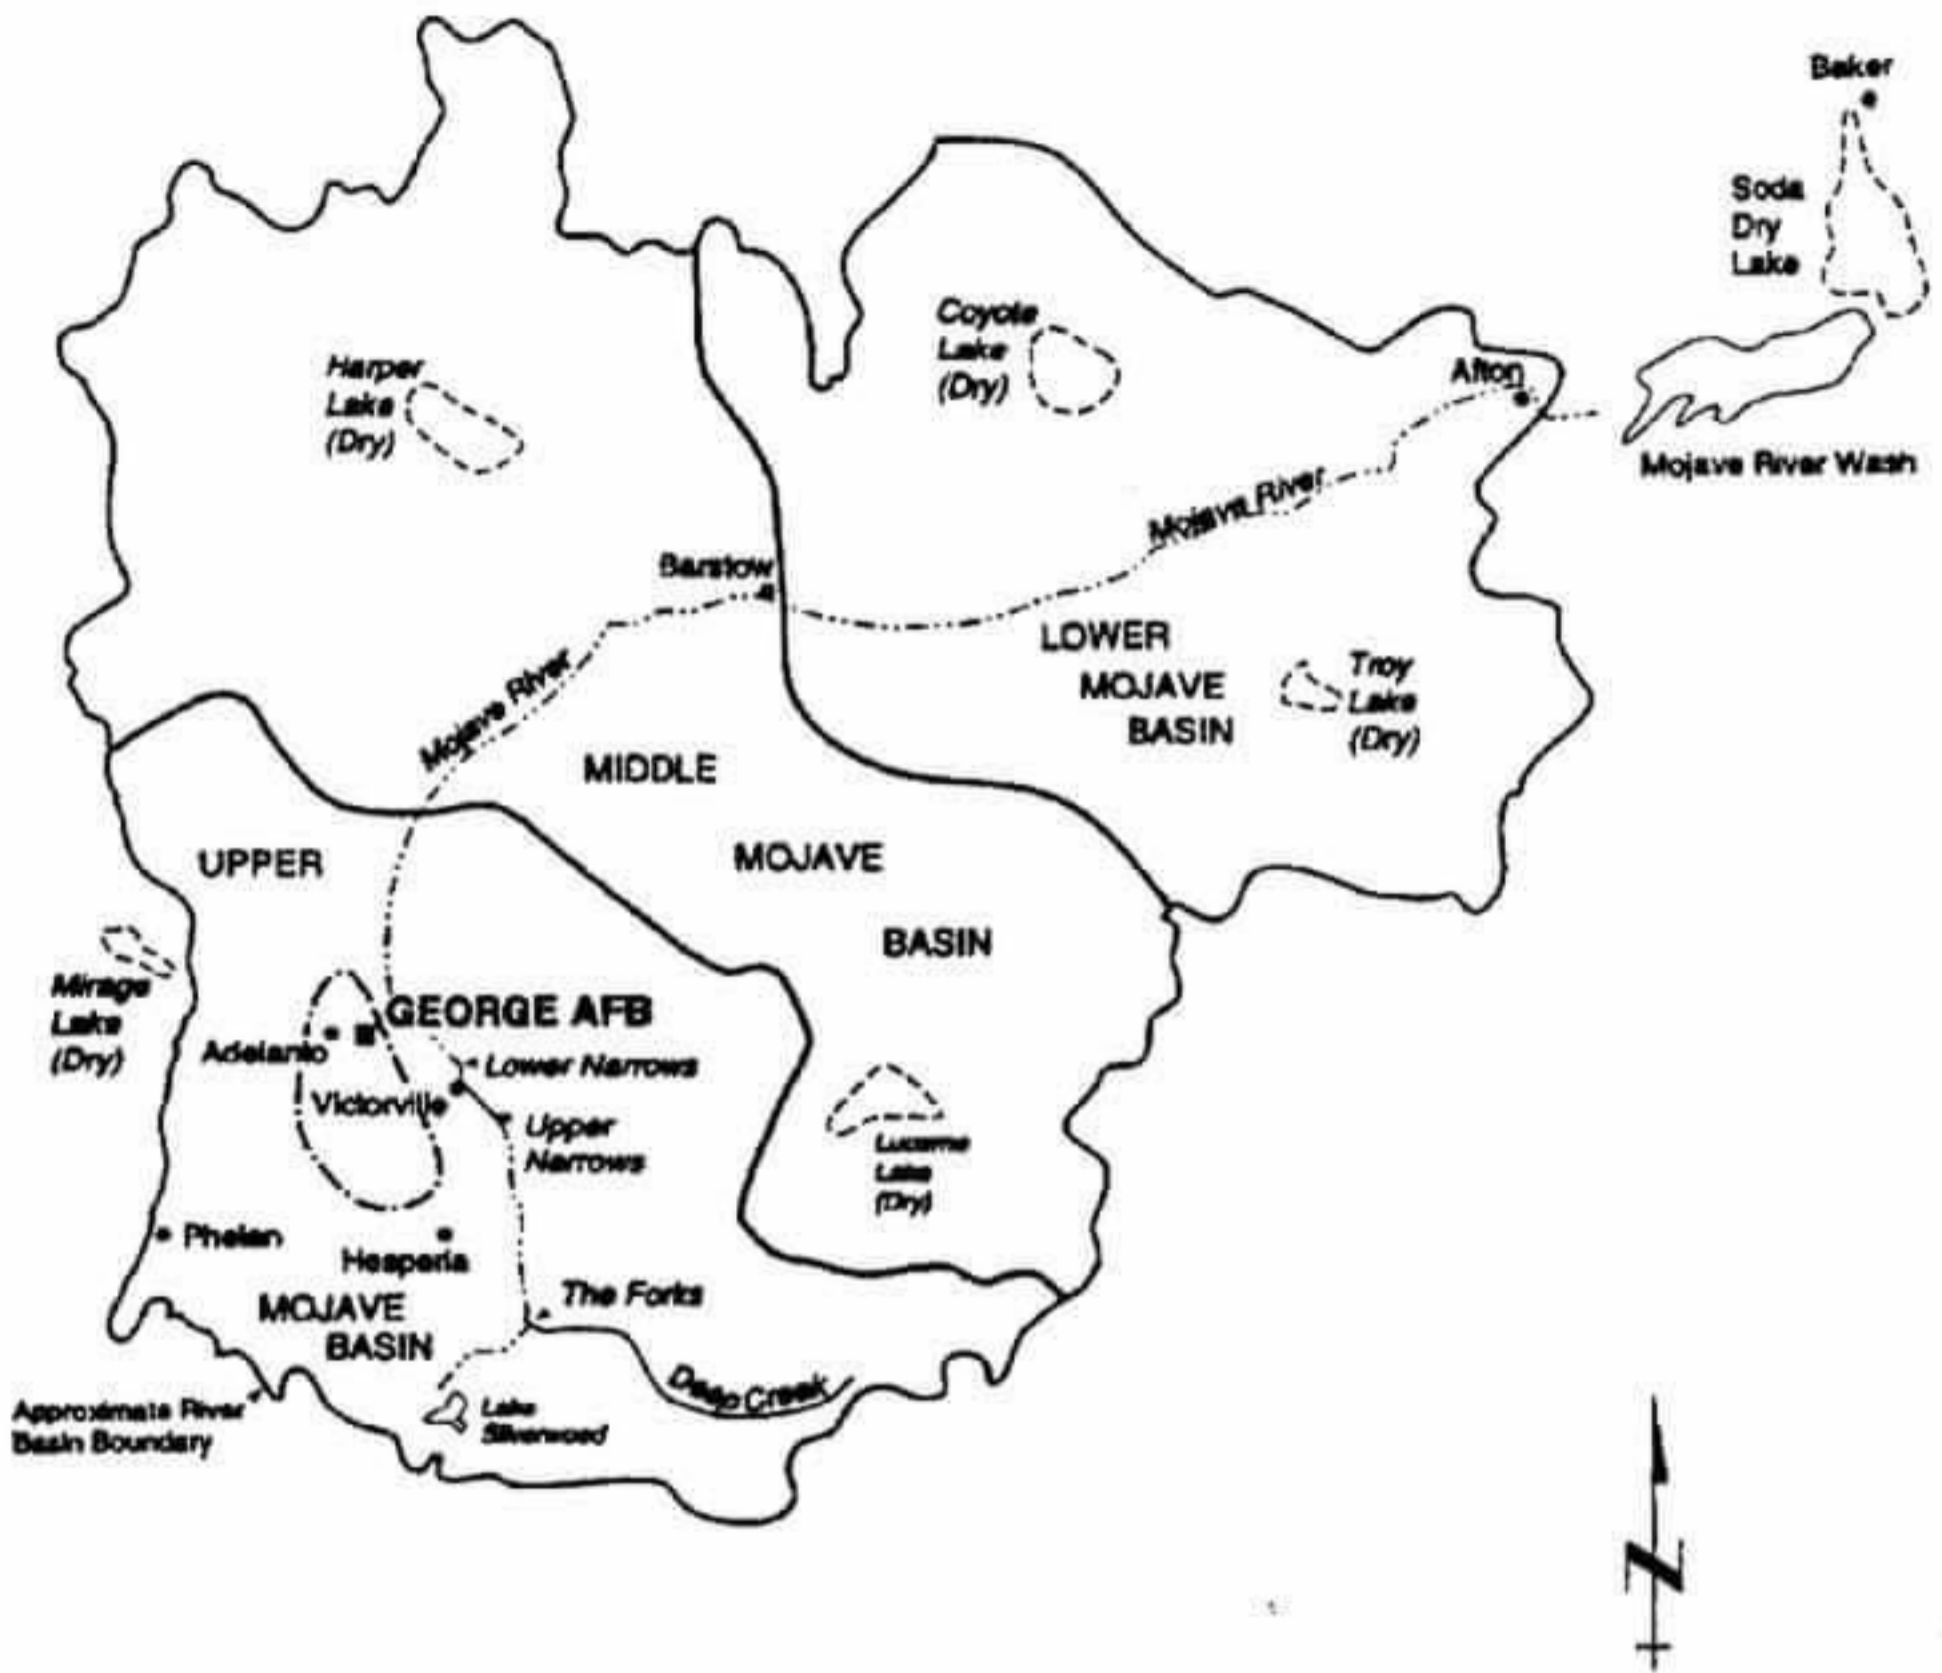 Baker
Soda
Dry
Lake
Coyote
Lake
(Dry)
Harper
Lake
(Dry)
Afton
Mojave River Wash
Mojave River
Barstow
LOWER
MOJAVE
BASIN
Troy
Lake
(Dry)
Mojave River
MIDDLE
MOJAVE
BASIN
UPPER
Mirage
Lake
(Dry)
GEORGE AFB
Adelanto
Lower Narrows
Victorville
Upper
Narrows
Lucerne
Lake
(Dry)
Phelan
Hesperia
The Forks
MOJAVE
BASIN
Deep Creek
Approximate River
Basin Boundary
Lake
Silverwood
N